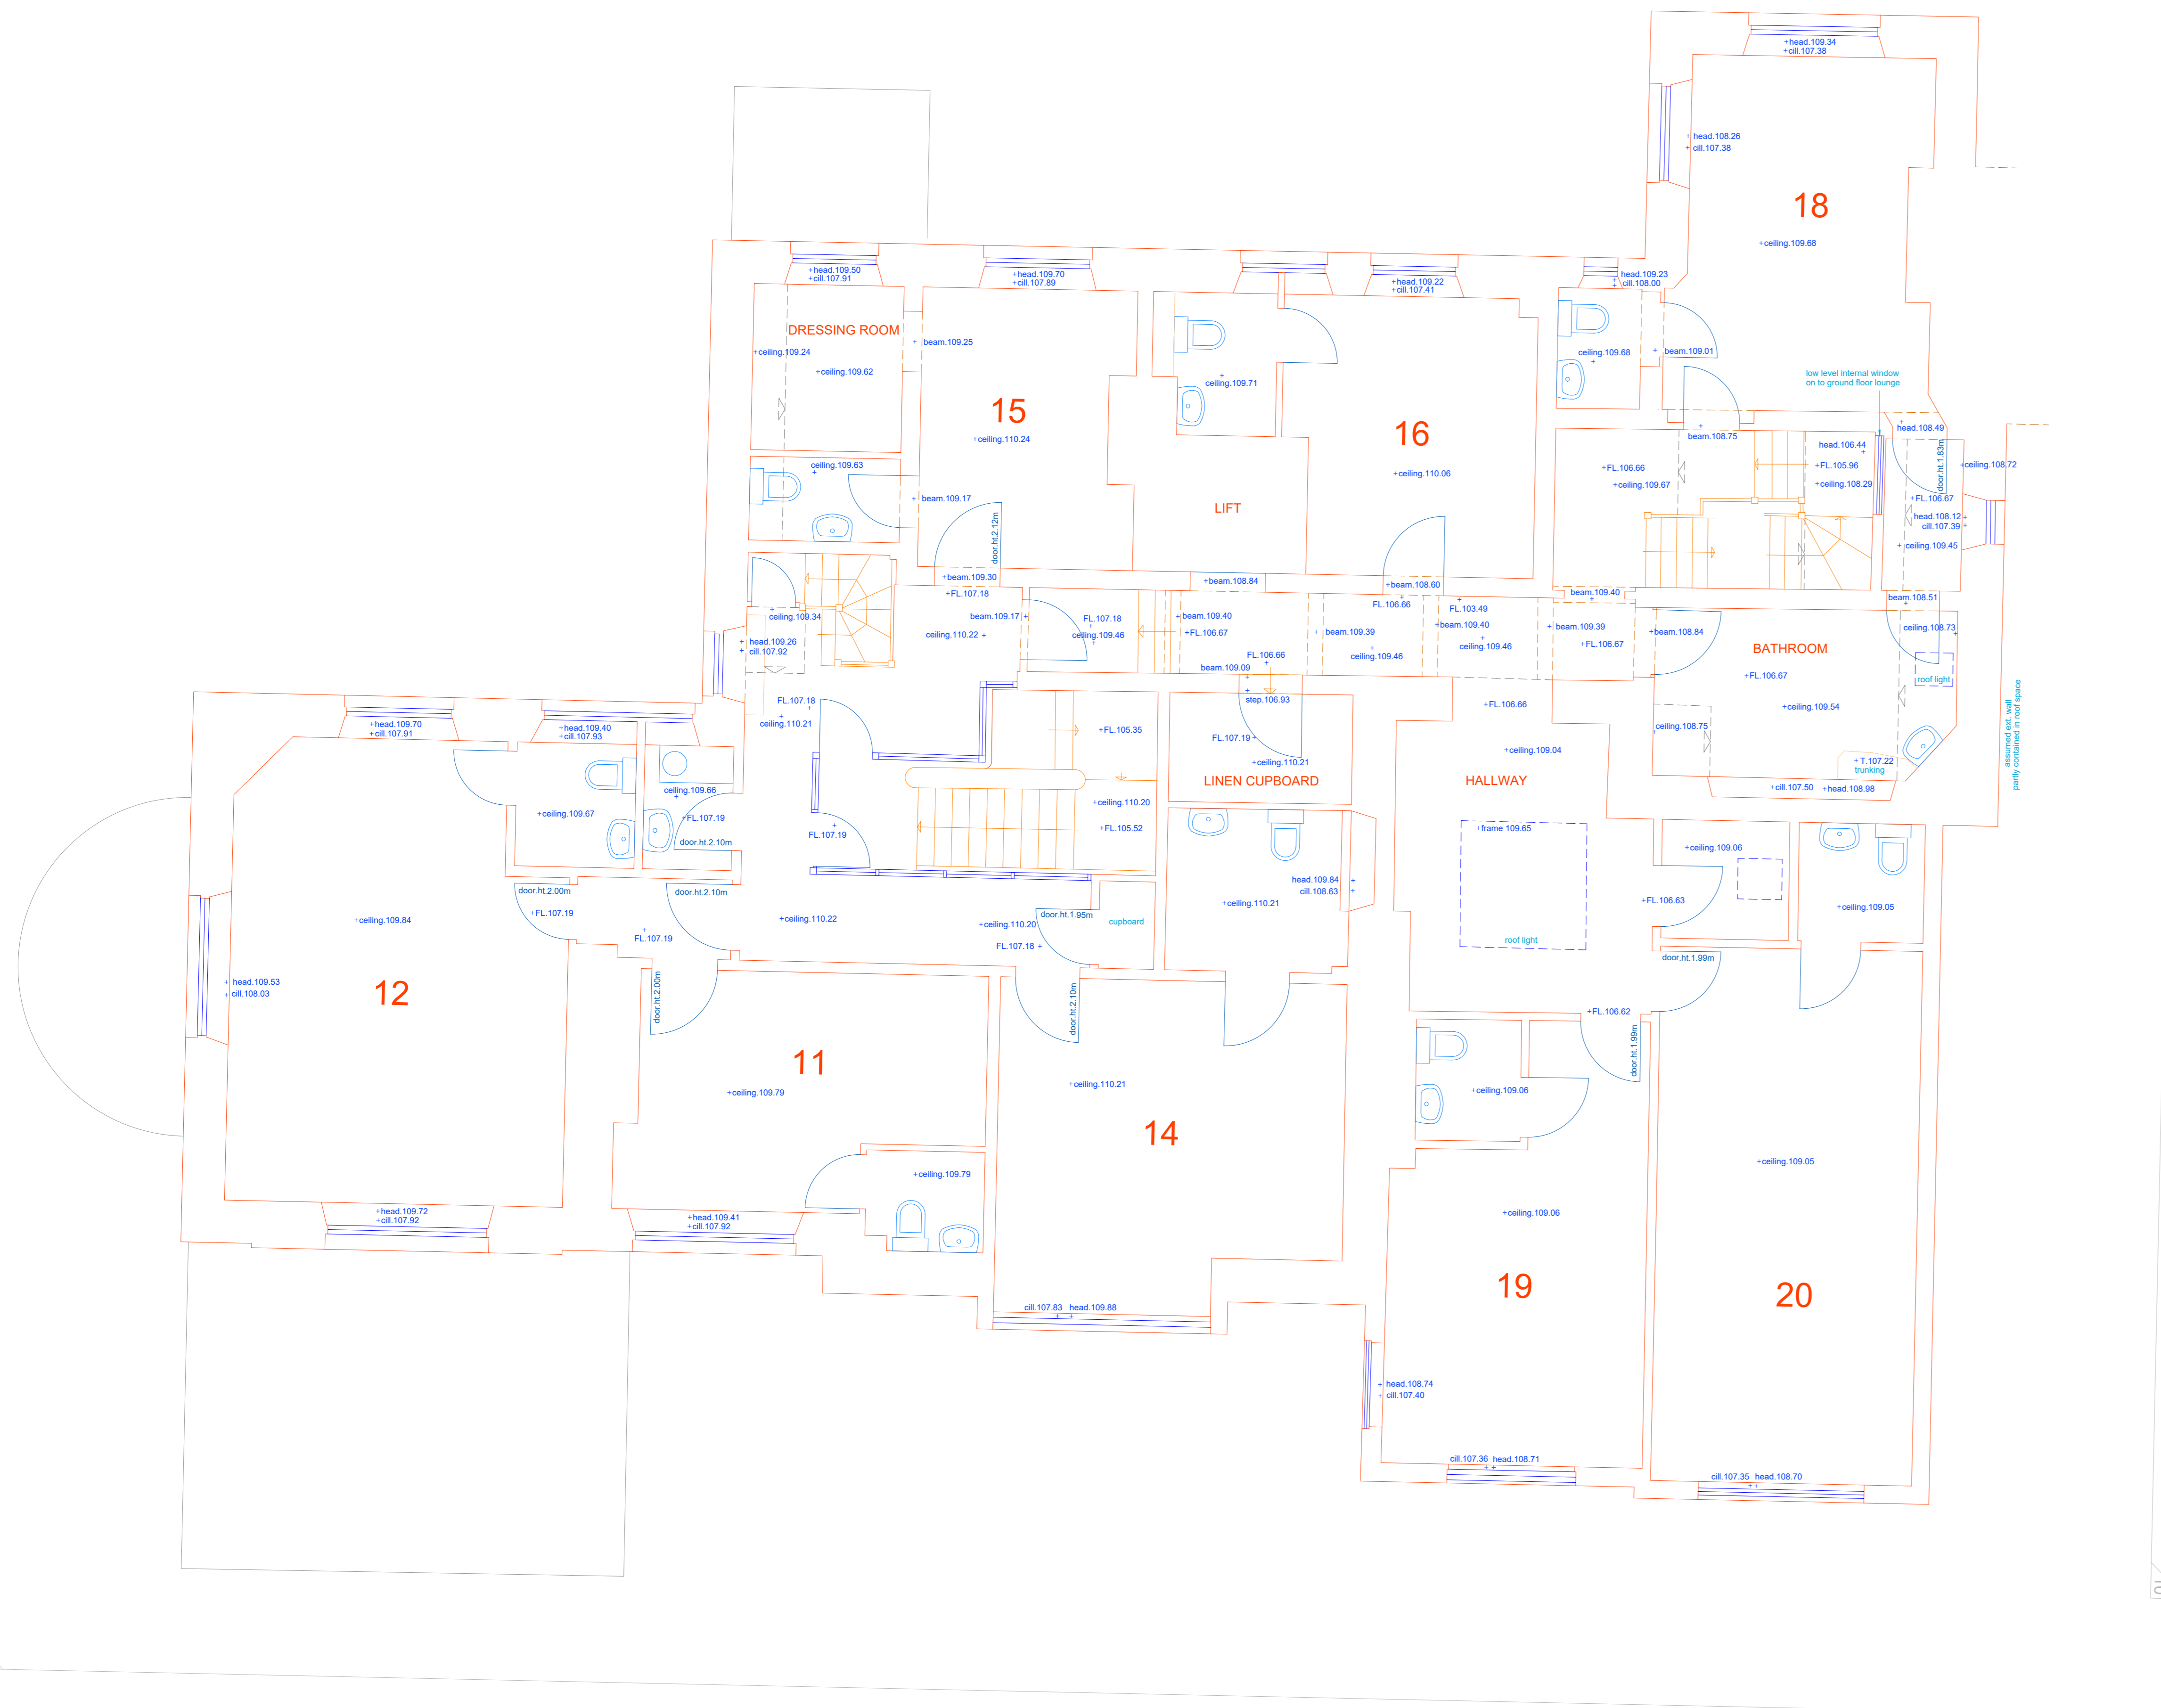 +head.109.34
+cill.107.38
+ head.108.26
+ cill.107.38
18
+ceiling.109.68
+head.109.50
+cill.107.91
+head.109.70
+cill.107.89
+head.109.22
+cill.107.41
head.109.23
+ cill.108.00
DRESSING ROOM
+ceiling.109.24
+ beam.109.25
+ceiling.109.62
ceiling.109.68
+ beam.109.01
low level internal window
on to ground floor lounge
ceiling.109.71
15
16
+ceiling.110.24
head.108.49
beam.108.75
head.106.44
door.ht.1.83m
ceiling.109.63
+ceiling.110.06
+FL.106.66
+FL.105.96
+ceiling.108.72
+ceiling.109.67
+ceiling.108.29
+ beam.109.17
+FL.106.67
LIFT
head.108.12+
cill.107.39+
door.ht.2.12m
+ ceiling.109.45
+beam.109.30
+FL.107.18
+beam.108.84
+beam.108.60
beam.109.40
beam.108.51
FL.106.66
FL.103.49
ceiling.109.34
beam.109.17+
FL.107.18
+beam.109.40
+beam.109.40
+ beam.109.39
ceiling.108.73
ceiling.110.22 +
ceiling.109.46
+FL.106.67
+ beam.109.39
+beam.108.84
+ head.109.26
+ cill.107.92
ceiling.109.46
ceiling.109.46
+FL.106.67
BATHROOM
FL.106.66
beam.109.09
+FL.106.67
roof light
step.106.93
FL.107.18
+FL.106.66
+ceiling.109.54
assumed ext. wall
partly contained in roof space
ceiling.110.21
+head.109.70
+cill.107.91
+head.109.40
+cill.107.93
+FL.105.35
FL.107.19+
ceiling.108.75
+ceiling.109.04
+ceiling.110.21
+ T.107.22
trunking
LINEN CUPBOARD
HALLWAY
+cill.107.50
+head.108.98
ceiling.109.66
+ceiling.109.67
+FL.107.19
+ceiling.110.20
+FL.105.52
FL.107.19
+frame 109.65
door.ht.2.10m
+ceiling.109.06
head.109.84 +
cill.108.63 +
door.ht.2.00m
door.ht.2.10m
+FL.107.19
+ceiling.109.84
+ceiling.110.22
+ceiling.110.20
door.ht.1.95m
cupboard
+ceiling.110.21
+FL.106.63
+ceiling.109.05
FL.107.19
FL.107.18 +
roof light
door.ht.1.99m
+ head.109.53
+ cill.108.03
12
door.ht.2.00m
door.ht.2.10m
+FL.106.62
door.ht.1.99m
11
+ceiling.109.79
+ceiling.110.21
+ceiling.109.06
14
+ceiling.109.79
+ceiling.109.05
+head.109.72
+cill.107.92
+head.109.41
+cill.107.92
+ceiling.109.06
19
20
cill.107.83 head.109.88
+ head.108.74
+ cill.107.40
cill.107.36 head.108.71
cill.107.35 head.108.70